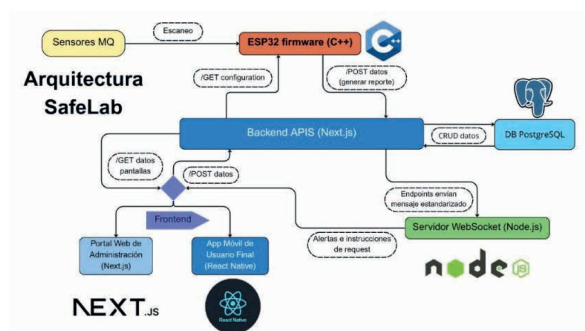 Escaneo
Sensores MQ
ESP32 firmware (C++)
C++
Arquitectura
SafeLab
/GET configuration
/POST datos
(generar reporte)
Backend APIS (Next.js)
CRUD datos
DB PostgreSQL
/GET datos
pantallas
/POST datos
Endpoints envían
mensaje estandarizado
Frontend
Servidor WebSocket (Node.js)
Portal Web de
Administración
(Next.js)
App Móvil de
Usuario Final
(React Native)
Alertas e instrucciones
de request
node
JS
NEXT.JS
React Native